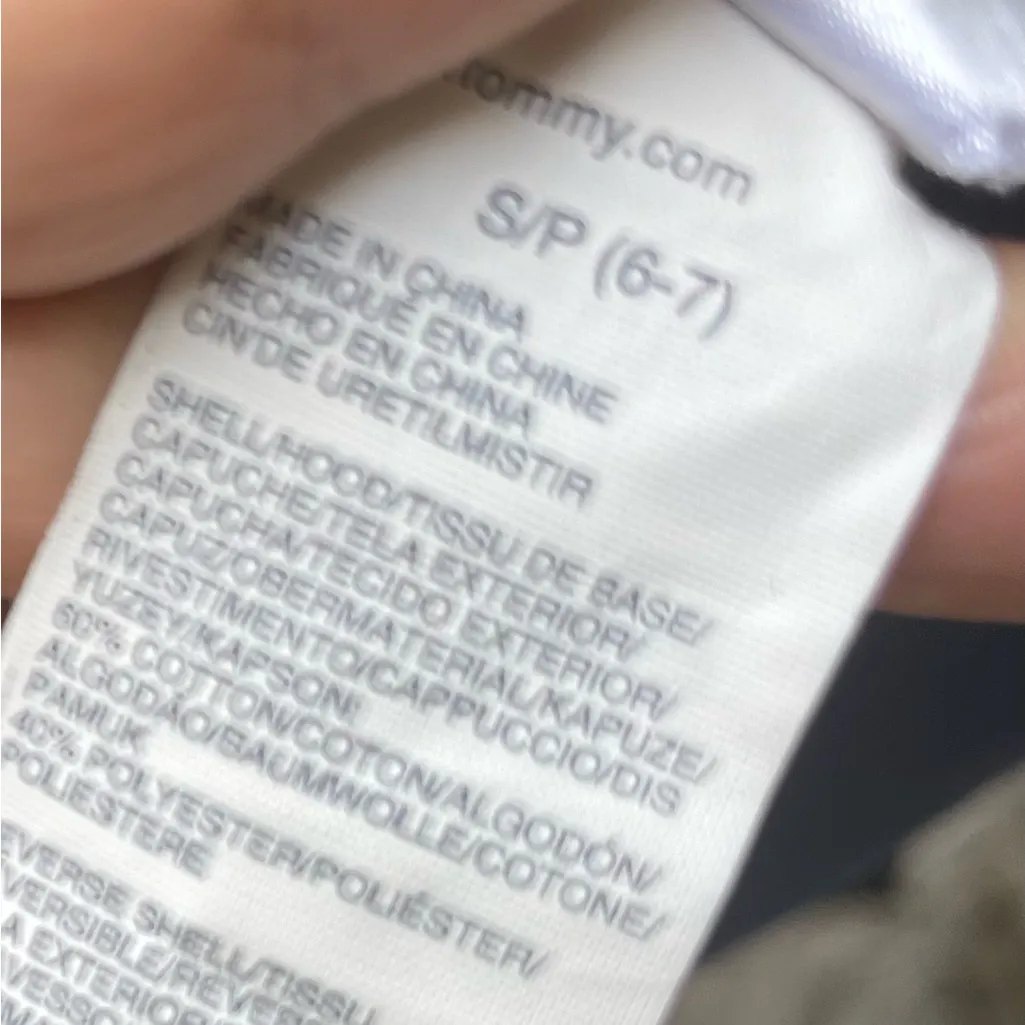 .tommy.com
S/P (6-7)
MADE IN CHINA
FABRIQUÉ EN CHINE
HECHO EN CHINA
CIN'DE URETILMISTIR
SHELL/HOOD/TISSU DE BASE/
CAPUCHE/TELA EXTERIOR/
CAPUCHA/TECIDO EXTERIOR/
CAPUZ/OBERMATERIAL/KAPUZE/
RIVESTIMENTO/CAPPUCCIO/DIS
YUZEY/KAPSON:
60% COTTON/COTON/ALGODÓN/
ALGODÃO/BAUMWOLLE/COTONE/
PAMUK
40% POLYESTER/POLIÉSTER/
POLIESTERE
EVERSE SHELL/TISSU
VERSIBLE/REVERS
A EXTERIOR